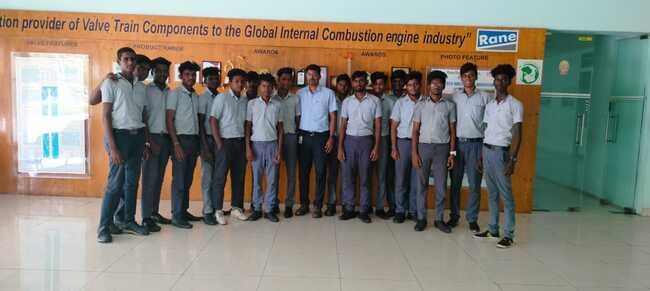 tion provider of Valve Train Components to the Global Internal Combustion engine industry"
Rane
VALVE FEATURES
PRODUCT RANGE
AWARDS
AWARDS
PHOTO FEATURE